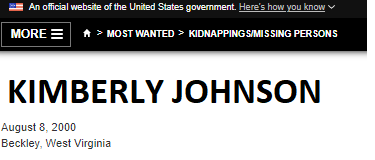 An official website of the United States government. Here's how you know
MORE > MOST WANTED > KIDNAPPINGS/MISSING PERSONS
KIMBERLY JOHNSON
August 8, 2000
Beckley, West Virginia